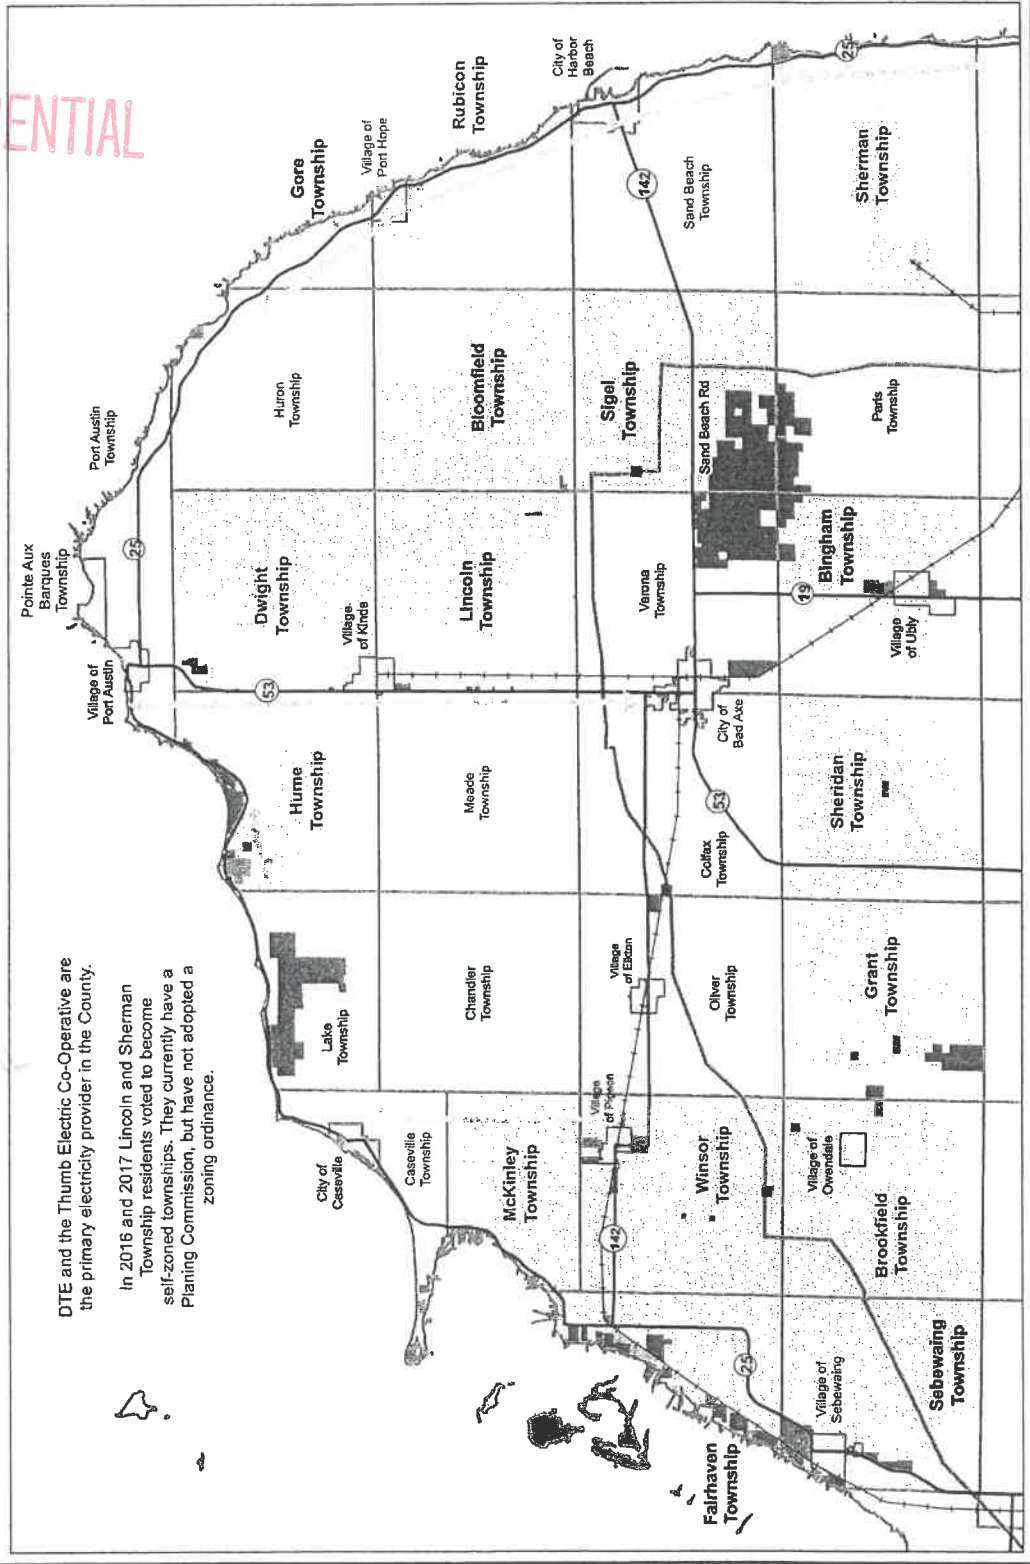 ENTIAL
DTE and the Thumb Electric Co-Operative are
the primary electricity provider in the County.
In 2016 and 2017 Lincoln and Sherman
Township residents voted to become
self-zoned townships. They currently have a
Planing Commission, but have not adopted a
zoning ordinance.
Pointe Aux
Barques
Township
Port Austin
Township
Village of
Port Austin
25
Gore
Township
Village of
Port Hope
Rubicon
Township
City of
Harbor
Beach
25
Hume
Township
53
Dwight
Township
Huron
Township
Village
of Kinde
Lake
Township
City of
Caseville
Caseville
Township
Chandler
Township
Meade
Township
Lincoln
Township
Bloomfield
Township
McKinley
Township
Village
of Pigeon
Village
of Elkton
142
Winsor
Township
Oliver
Township
Colfax
Township
53
City of
Bad Axe
Verona
Township
Sigel
Township
Sand Beach Rd
142
Sand Beach
Township
Fairhaven
Township
25
Village of
Sebewaing
Sebewaing
Township
Village of
Owendale
Brookfield
Township
Grant
Township
Sheridan
Township
19
Bingham
Township
Village
of Ubly
Paris
Township
Sherman
Township